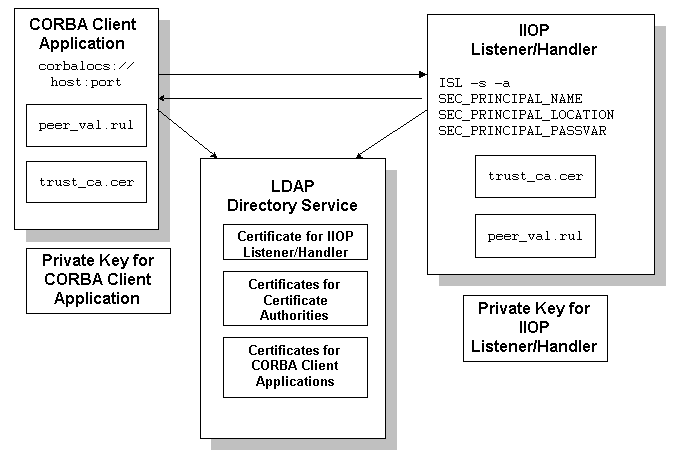 CORBA Client
Application
corbalocs://
host:port
peer_val.rul
trust_ca.cer
Private Key for
CORBA Client
Application
LDAP
Directory Service
Certificate for IIOP
Listener/Handler
Certificates for
Certificate
Authorities
Certificates for
CORBA Client
Applications
IIOP
Listener/Handler
ISL -s -a
SEC_PRINCIPAL_NAME
SEC_PRINCIPAL_LOCATION
SEC_PRINCIPAL_PASSVAR
trust_ca.cer
peer_val.rul
Private Key for
IIOP
Listener/Handler